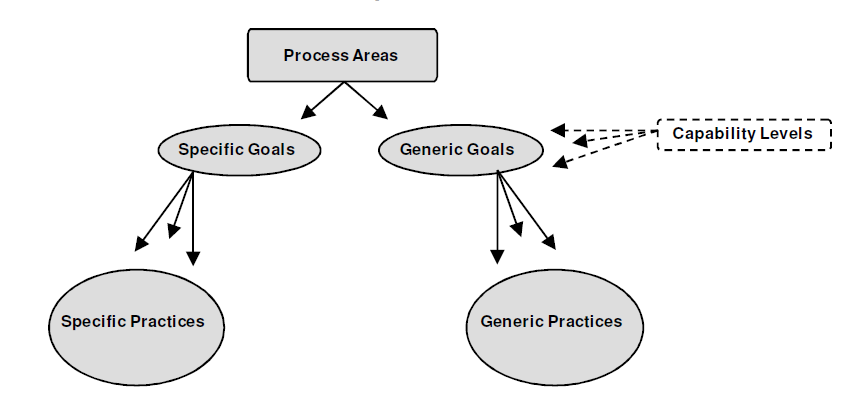 Process Areas
Specific Goals
Generic Goals
Capability Levels
Specific Practices
Generic Practices